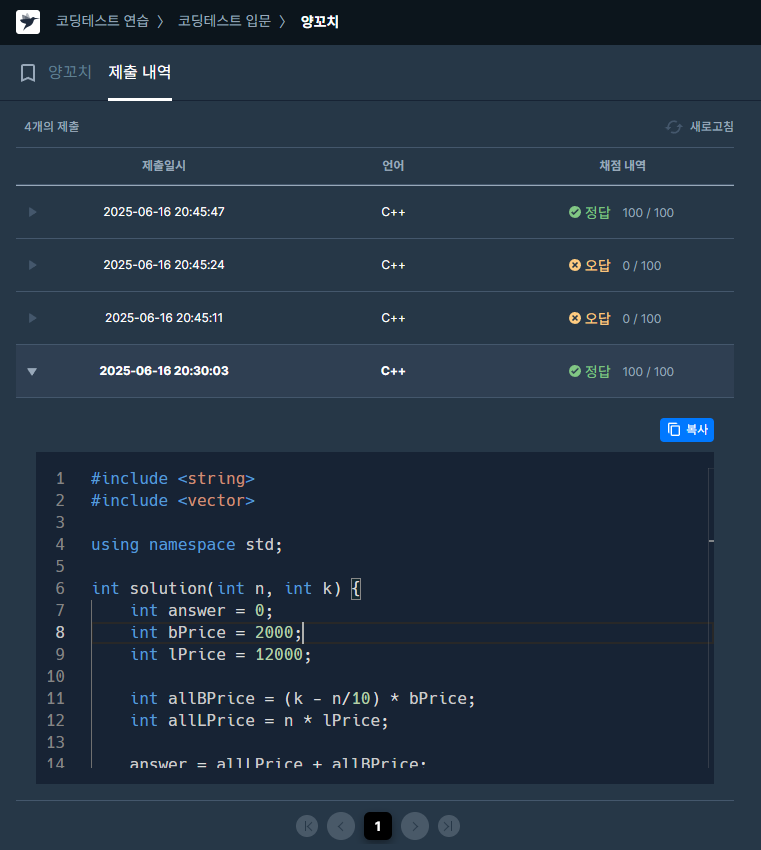 코딩테스트 연습 〉 코딩테스트 입문 〉 양꼬치
양꼬치 제출 내역
4개의 제출 새로고침
제출일시 언어 채점 내역
2025-06-16 20:45:47 C++ 정답 100 / 100
2025-06-16 20:45:24 C++ 오답 0 / 100
2025-06-16 20:45:11 C++ 오답 0 / 100
2025-06-16 20:30:03 C++ 정답 100 / 100
복사
1 #include <string>
2 #include <vector>
3
4 using namespace std;
5
6 int solution(int n, int k) {
7 int answer = 0;
8 int bPrice = 2000;
9 int lPrice = 12000;
10
11 int allBPrice = (k - n/10) * bPrice;
12 int allLPrice = n * lPrice;
13
14 answer = allLPrice + allBPrice;
1